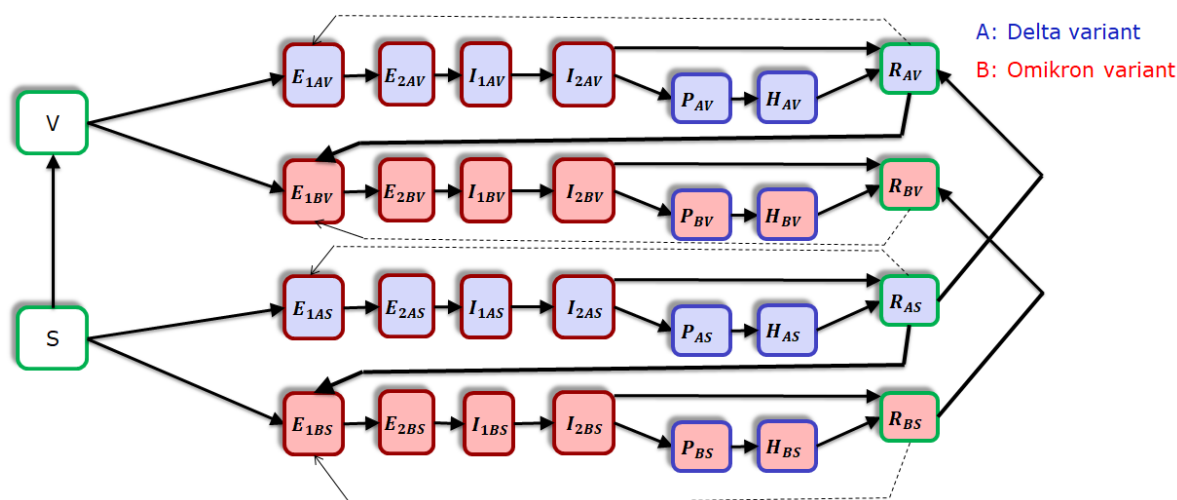 A: Delta variant
B: Omikron variant
V
S
E1AV E2AV I1AV I2AV PAV HAV RAV
E1BV E2BV I1BV I2BV PBV HBV RBV
E1AS E2AS I1AS I2AS PAS HAS RAS
E1BS E2BS I1BS I2BS PBS HBS RBS